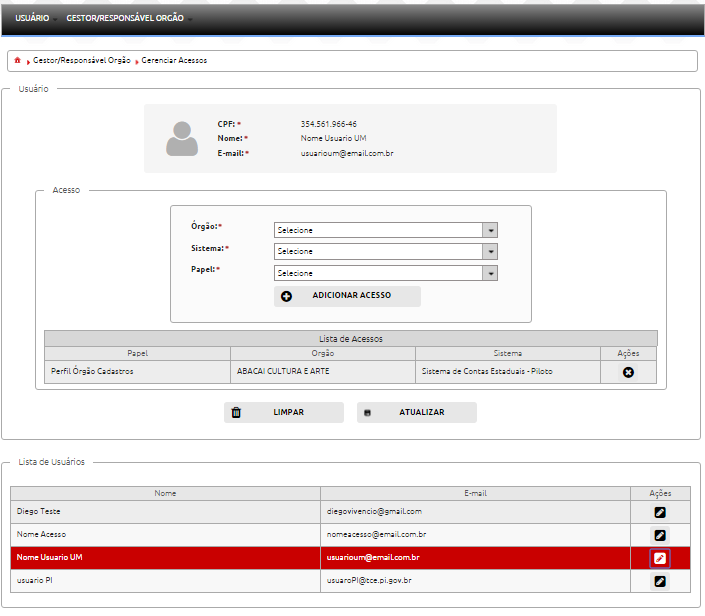 USUÁRIO GESTOR/RESPONSÁVEL ORGÃO
Gestor/Responsável Orgão Gerenciar Acessos
Usuário
CPF: * 354.561.966-46
Nome: * Nome Usuario UM
E-mail: * usuarioum@email.com.br
Acesso
Órgão:* Selecione
Sistema:* Selecione
Papel:* Selecione
ADICIONAR ACESSO
Lista de Acessos
Papel Orgão Sistema Ações
Perfil Órgão Cadastros ABACAI CULTURA E ARTE Sistema de Contas Estaduais - Piloto
LIMPAR ATUALIZAR
Lista de Usuários
Nome E-mail Ações
Diego Teste diegovivencio@gmail.com
Nome Acesso nomeacesso@email.com.br
Nome Usuario UM usuarioum@email.com.br
usuario PI usuaroPI@tce.pi.gov.br